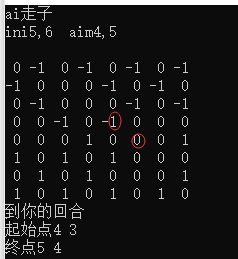 ai走子
ini5,6 aim4,5
0 -1 0 -1 0 -1 0 -1
-1 0 0 0 -1 0 -1 0
0 -1 0 0 0 -1 0 -1
0 0 -1 0 -1 0 0 0
0 0 0 1 0 0 0 1
1 0 1 0 1 0 0 0
0 1 0 1 0 1 0 1
1 0 1 0 1 0 1 0
到你的回合
起始点4 3
终点5 4